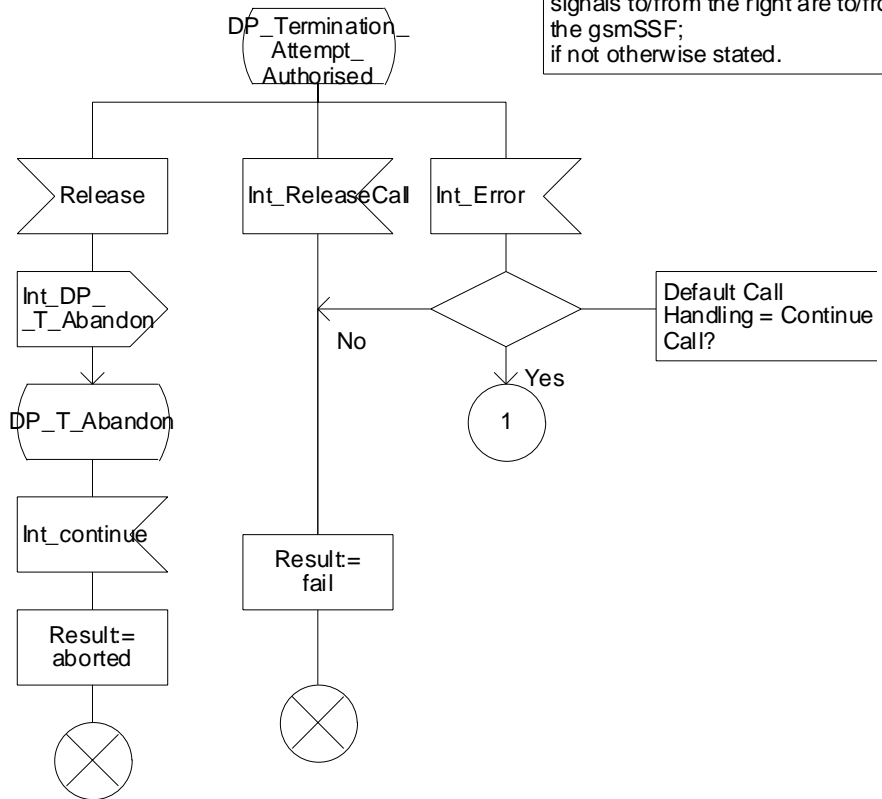 signals to/from the right are to/fro
the gsmSSF;
if not otherwise stated.
DP_Termination_
Attempt_
Authorised
Release
Int_ReleaseCall
Int_Error
Int_DP_
_T_Abandon
Default Call
Handling = Continue
Call?
No
Yes
DP_T_Abandon
1
Int_continue
Result:=
fail
Result:=
aborted